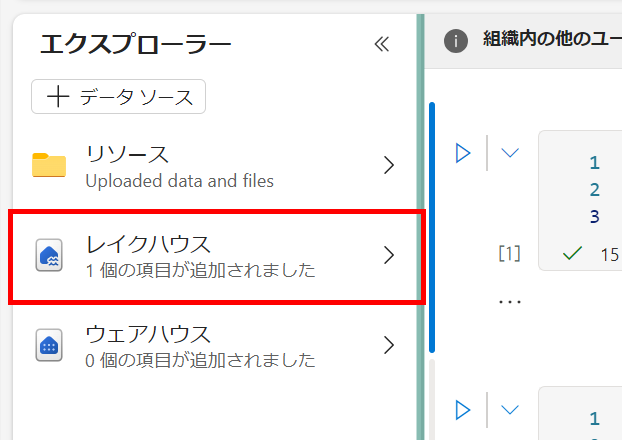 エクスプローラー
組織内の他のユー
データ ソース
リソース
Uploaded data and files
レイクハウス
1 個の項目が追加されました
ウェアハウス
0 個の項目が追加されました
1
2
3
[1]
15
...
1